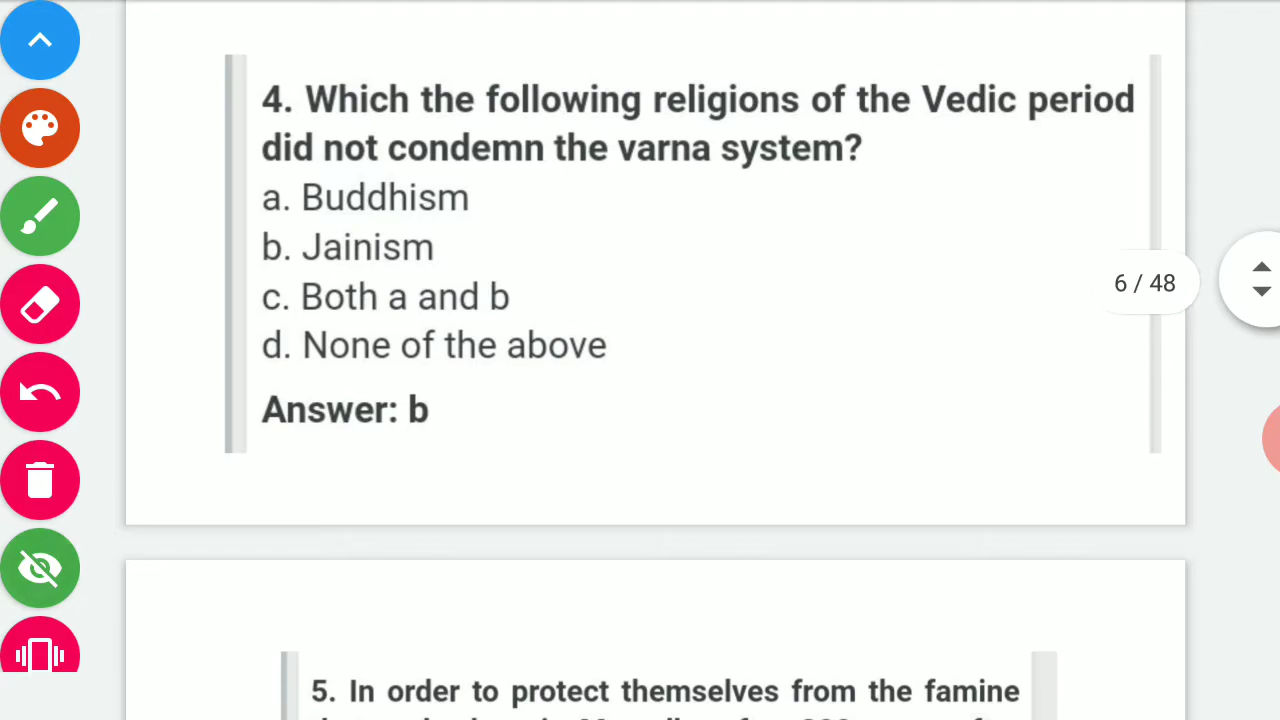 4. Which the following religions of the Vedic period
did not condemn the varna system?
a. Buddhism
b. Jainism
c. Both a and b
d. None of the above
Answer: b
6 / 48
5. In order to protect themselves from the famine